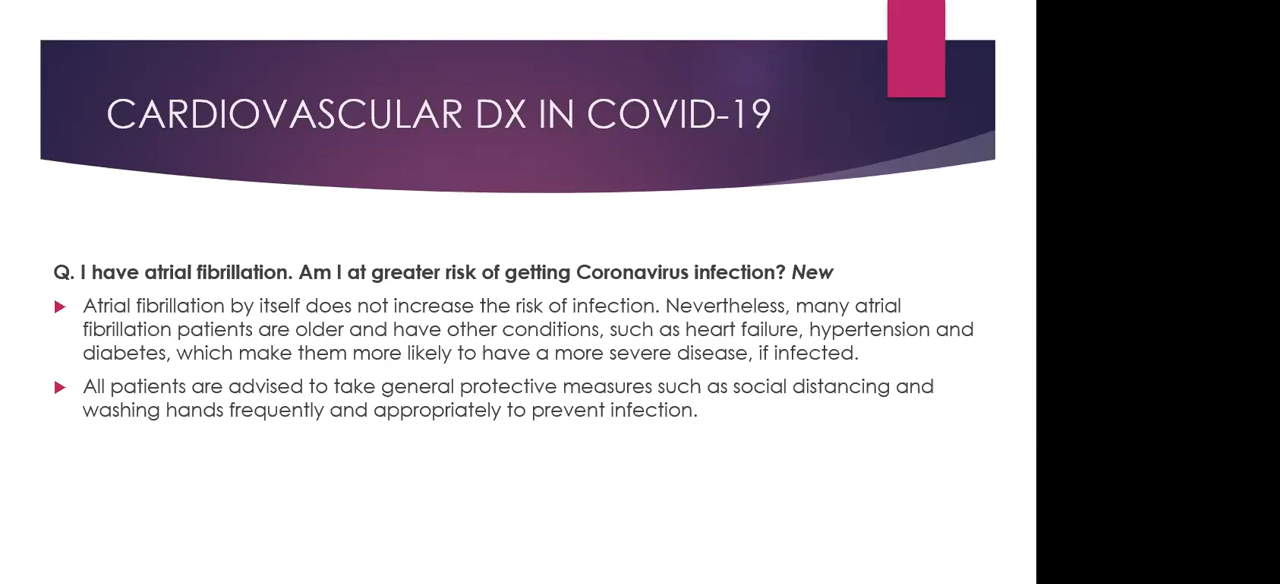 CARDIOVASCULAR DX IN COVID-19
Q. I have atrial fibrillation. Am I at greater risk of getting Coronavirus infection? New
Atrial fibrillation by itself does not increase the risk of infection. Nevertheless, many atrial
fibrillation patients are older and have other conditions, such as heart failure, hypertension and
diabetes, which make them more likely to have a more severe disease, if infected.
All patients are advised to take general protective measures such as social distancing and
washing hands frequently and appropriately to prevent infection.